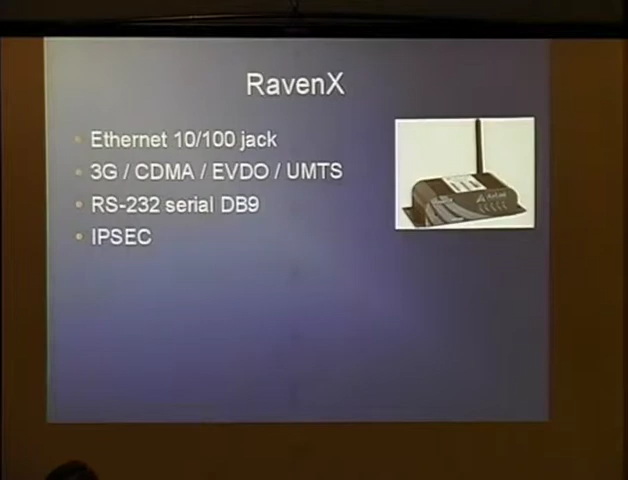 RavenX
Ethernet 10/100 jack
3G / CDMA / EVDO / UMTS
RS-232 serial DB9
IPSEC